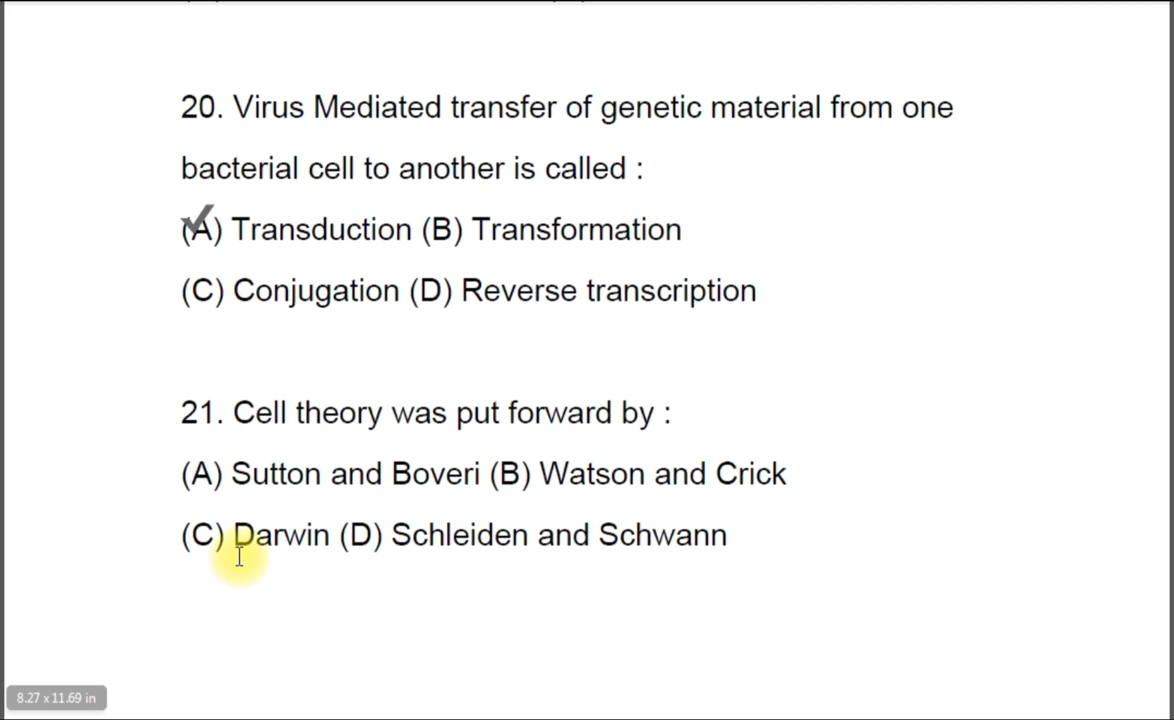 20. Virus Mediated transfer of genetic material from one
bacterial cell to another is called :
(A) Transduction (B) Transformation
(C) Conjugation (D) Reverse transcription
21. Cell theory was put forward by :
(A) Sutton and Boveri (B) Watson and Crick
(C) Darwin (D) Schleiden and Schwann
8.27 x 11.69 in